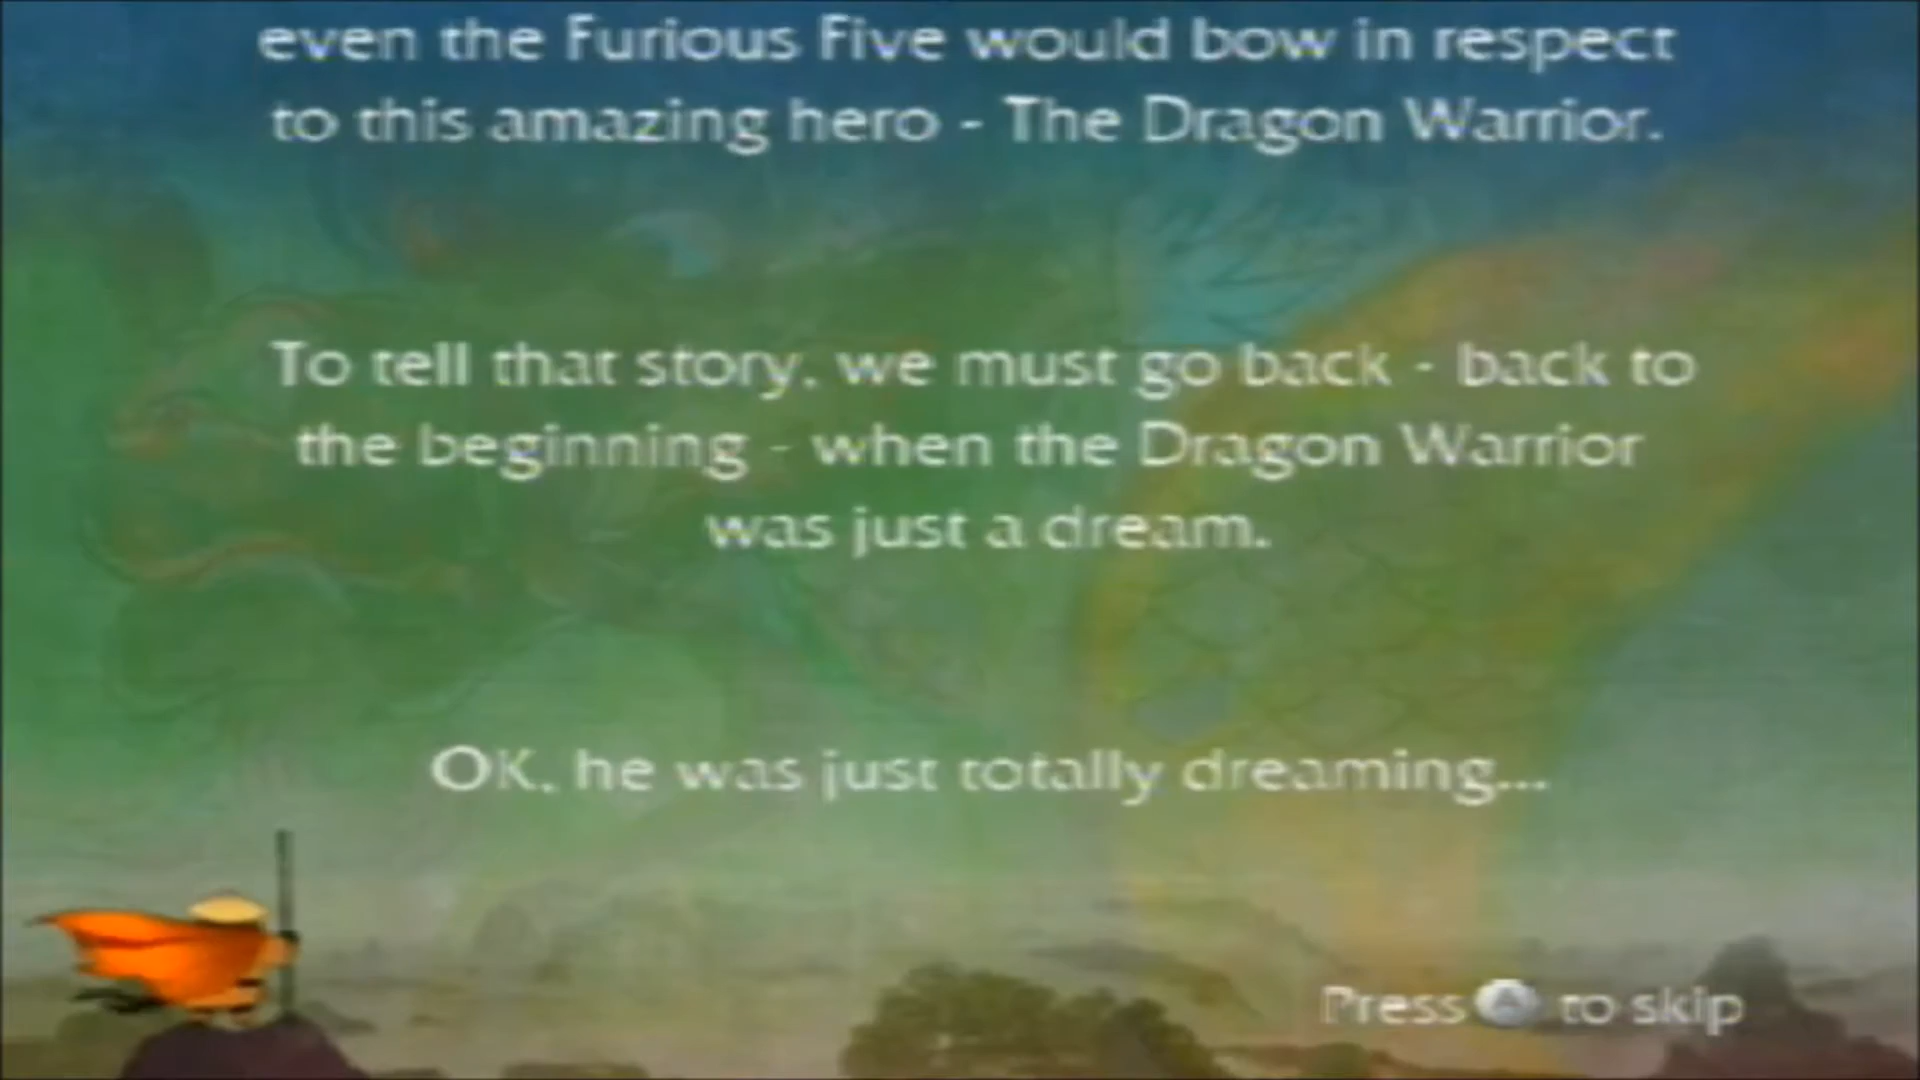 even the Furious Five would bow in respect
to this amazing hero - The Dragon Warrior.
To tell that story, we must go back - back to
the beginning - when the Dragon Warrior
was just a dream.
OK, he was just totally dreaming...
Press A to skip